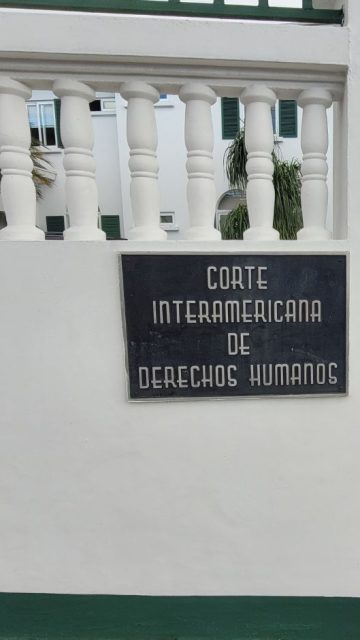 CORTE
INTERAMERICANA
DE
DERECHOS HUMANOS